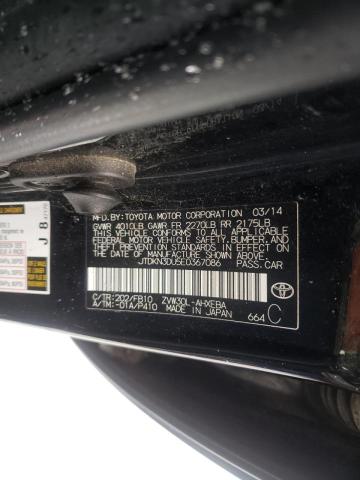 MFD.BY:TOYOTA MOTOR CORPORATION 03/14
GVWR 4010LB GAWR FR 2270LB RR 2175LB
THIS VEHICLE CONFORMS TO ALL APPLICABLE
FEDERAL MOTOR VEHICLE SAFETY, BUMPER, AND
THEFT PREVENTION STANDARDS IN EFFECT ON
THE DATE OF MANUFACTURE SHOWN ABOVE.
JTDKN3DU5E0367086 PASS.CAR
C/TR:202/FB10 ZVW30L-AHXEBA
A/TM:-01A/P410 MADE IN JAPAN
664 C
J 8